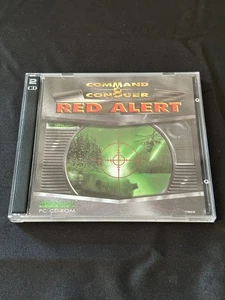 2
CD
COMMAND
&
CONQUER
RED ALERT
PC CD-ROM